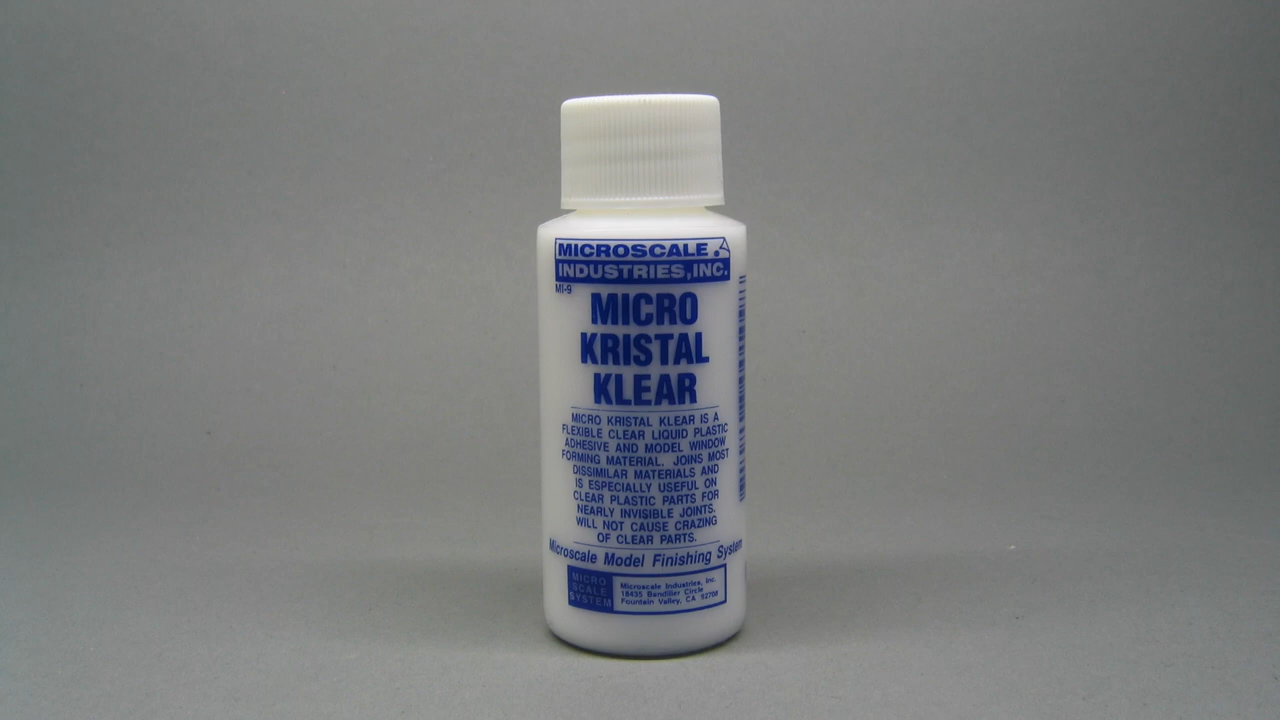 MICROSCALE
INDUSTRIES, INC.
MI-9
MICRO
KRISTAL
KLEAR
MICRO KRISTAL KLEAR IS A
FLEXIBLE CLEAR LIQUID PLASTIC
ADHESIVE AND MODEL WINDOW
FORMING MATERIAL. JOINS MOST
DISSIMILAR MATERIALS AND
IS ESPECIALLY USEFUL ON
CLEAR PLASTIC PARTS FOR
NEARLY INVISIBLE JOINTS.
WILL NOT CAUSE CRAZING
OF CLEAR PARTS.
Microscale Model Finishing System
MICRO
SCALE
SYSTEM
Microscale Industries, Inc.
18435 Bandilier Circle
Fountain Valley, CA 92708